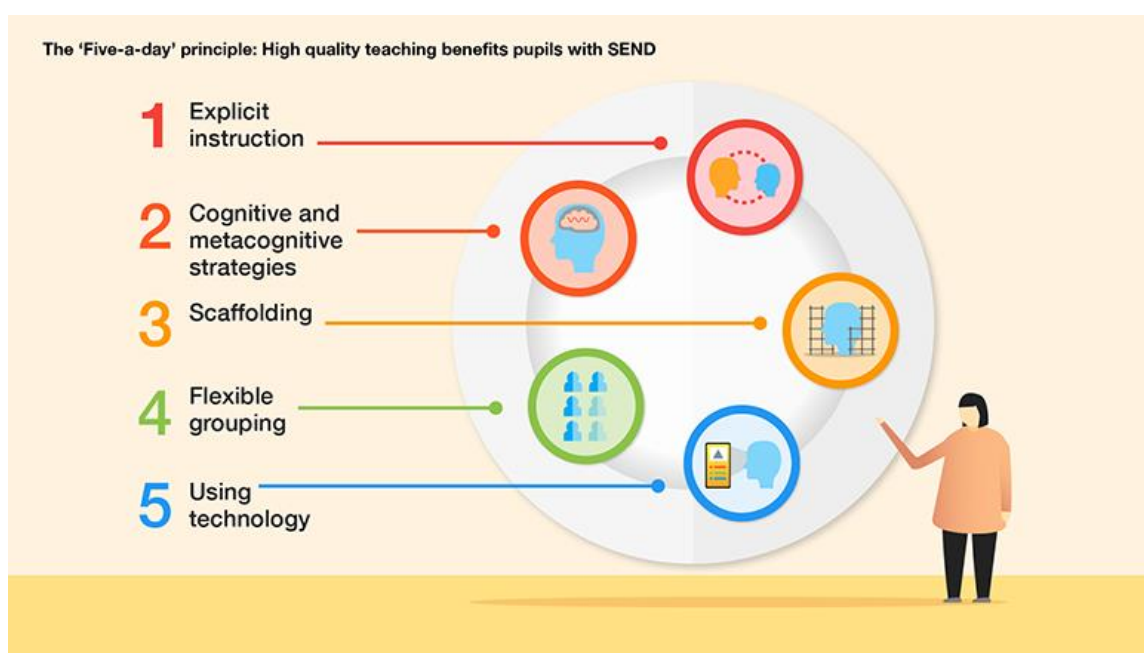 The ‘Five-a-day’ principle: High quality teaching benefits pupils with SEND
1 Explicit
instruction
2 Cognitive and
metacognitive
strategies
3 Scaffolding
4 Flexible
grouping
5 Using
technology